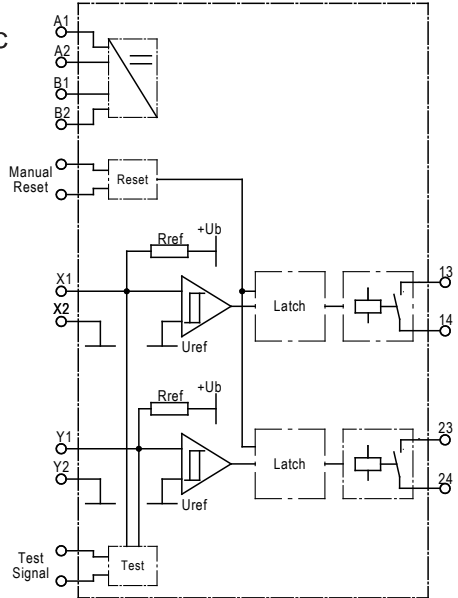 A1
C
A2
B1
B2
Manual
Reset
Reset
+Ub
Rref
X1
13
X2
Latch
14
Uref
+Ub
Rref
Y1
23
Y2
Latch
24
Uref
Test
Signal
Test